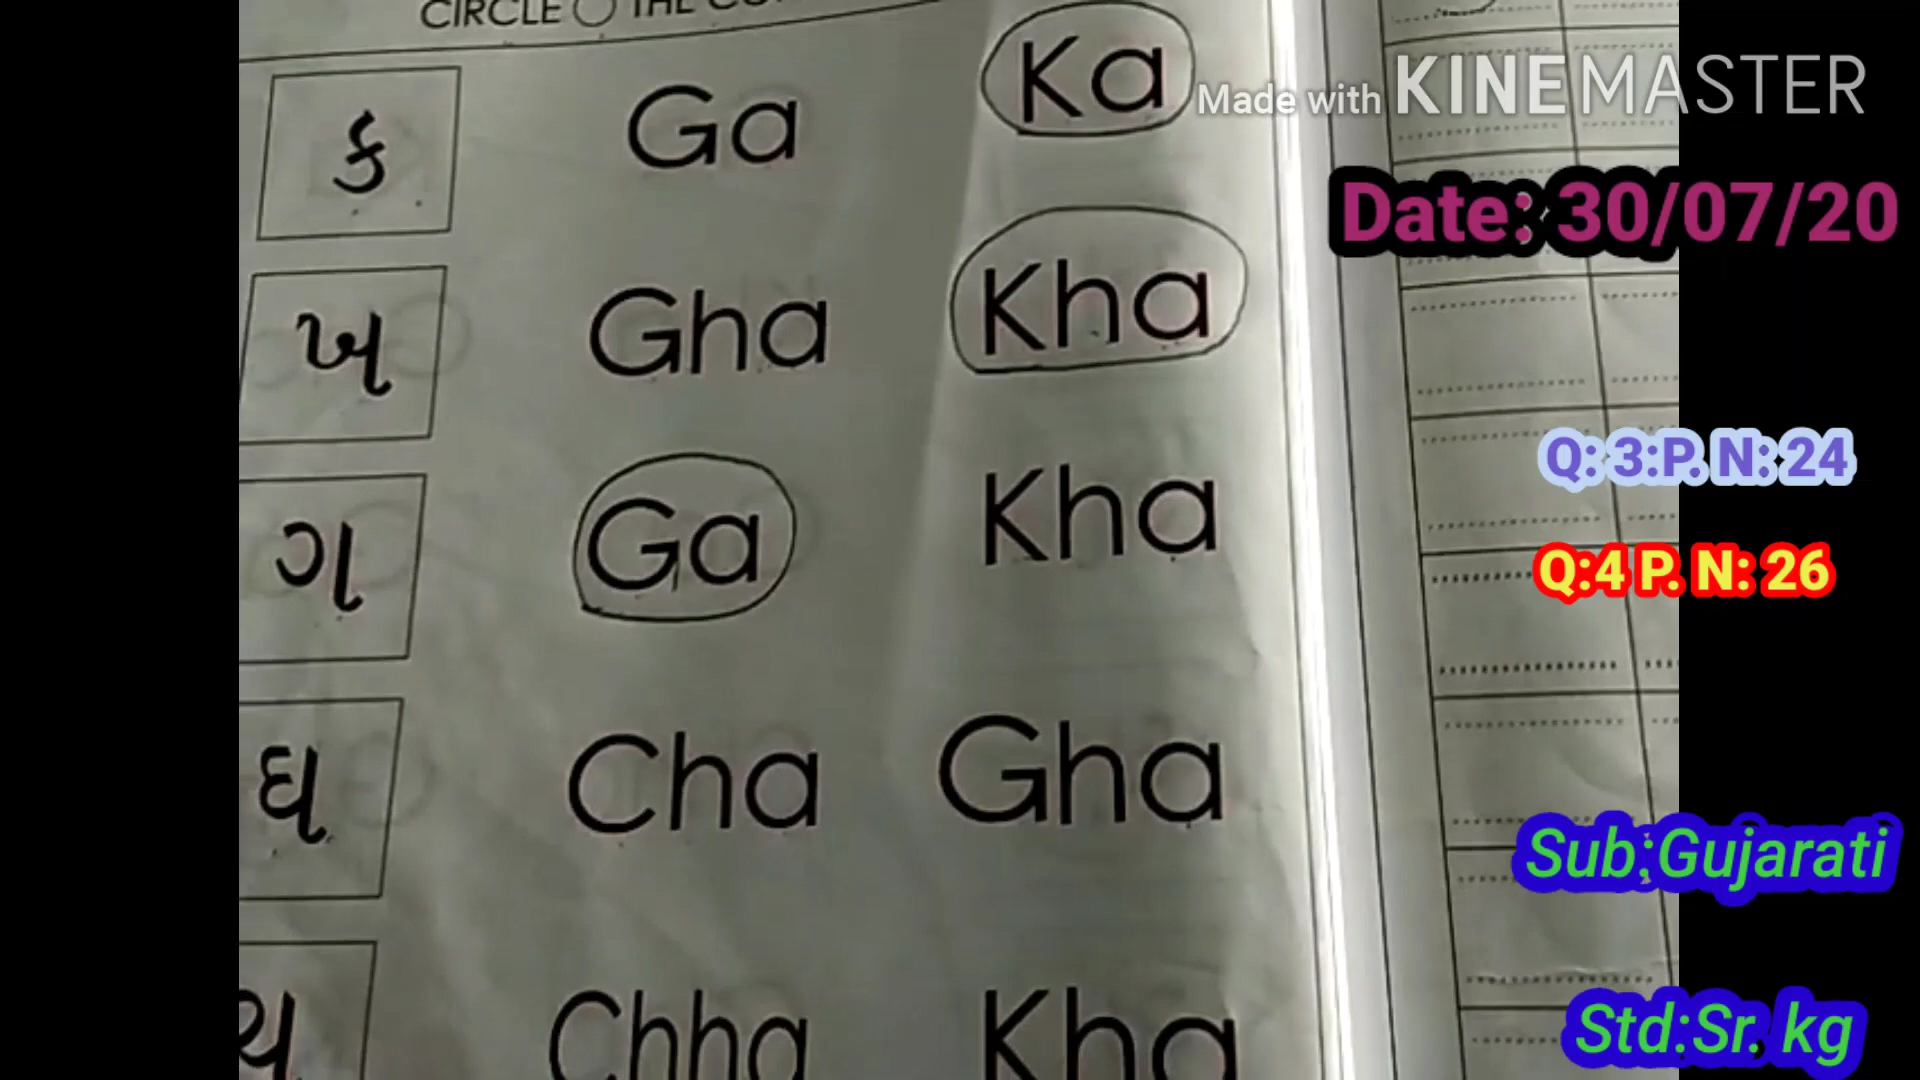 CIRCLE THE
ક Ga Ka
Made with KINEMASTER
Date: 30/07/20
ખ Gha Kha
Q: 3:P. N: 24
ગ Ga Kha
Q:4 P. N: 26
ઘ Cha Gha
Sub:Gujarati
Chha Kha
Std:Sr. kg